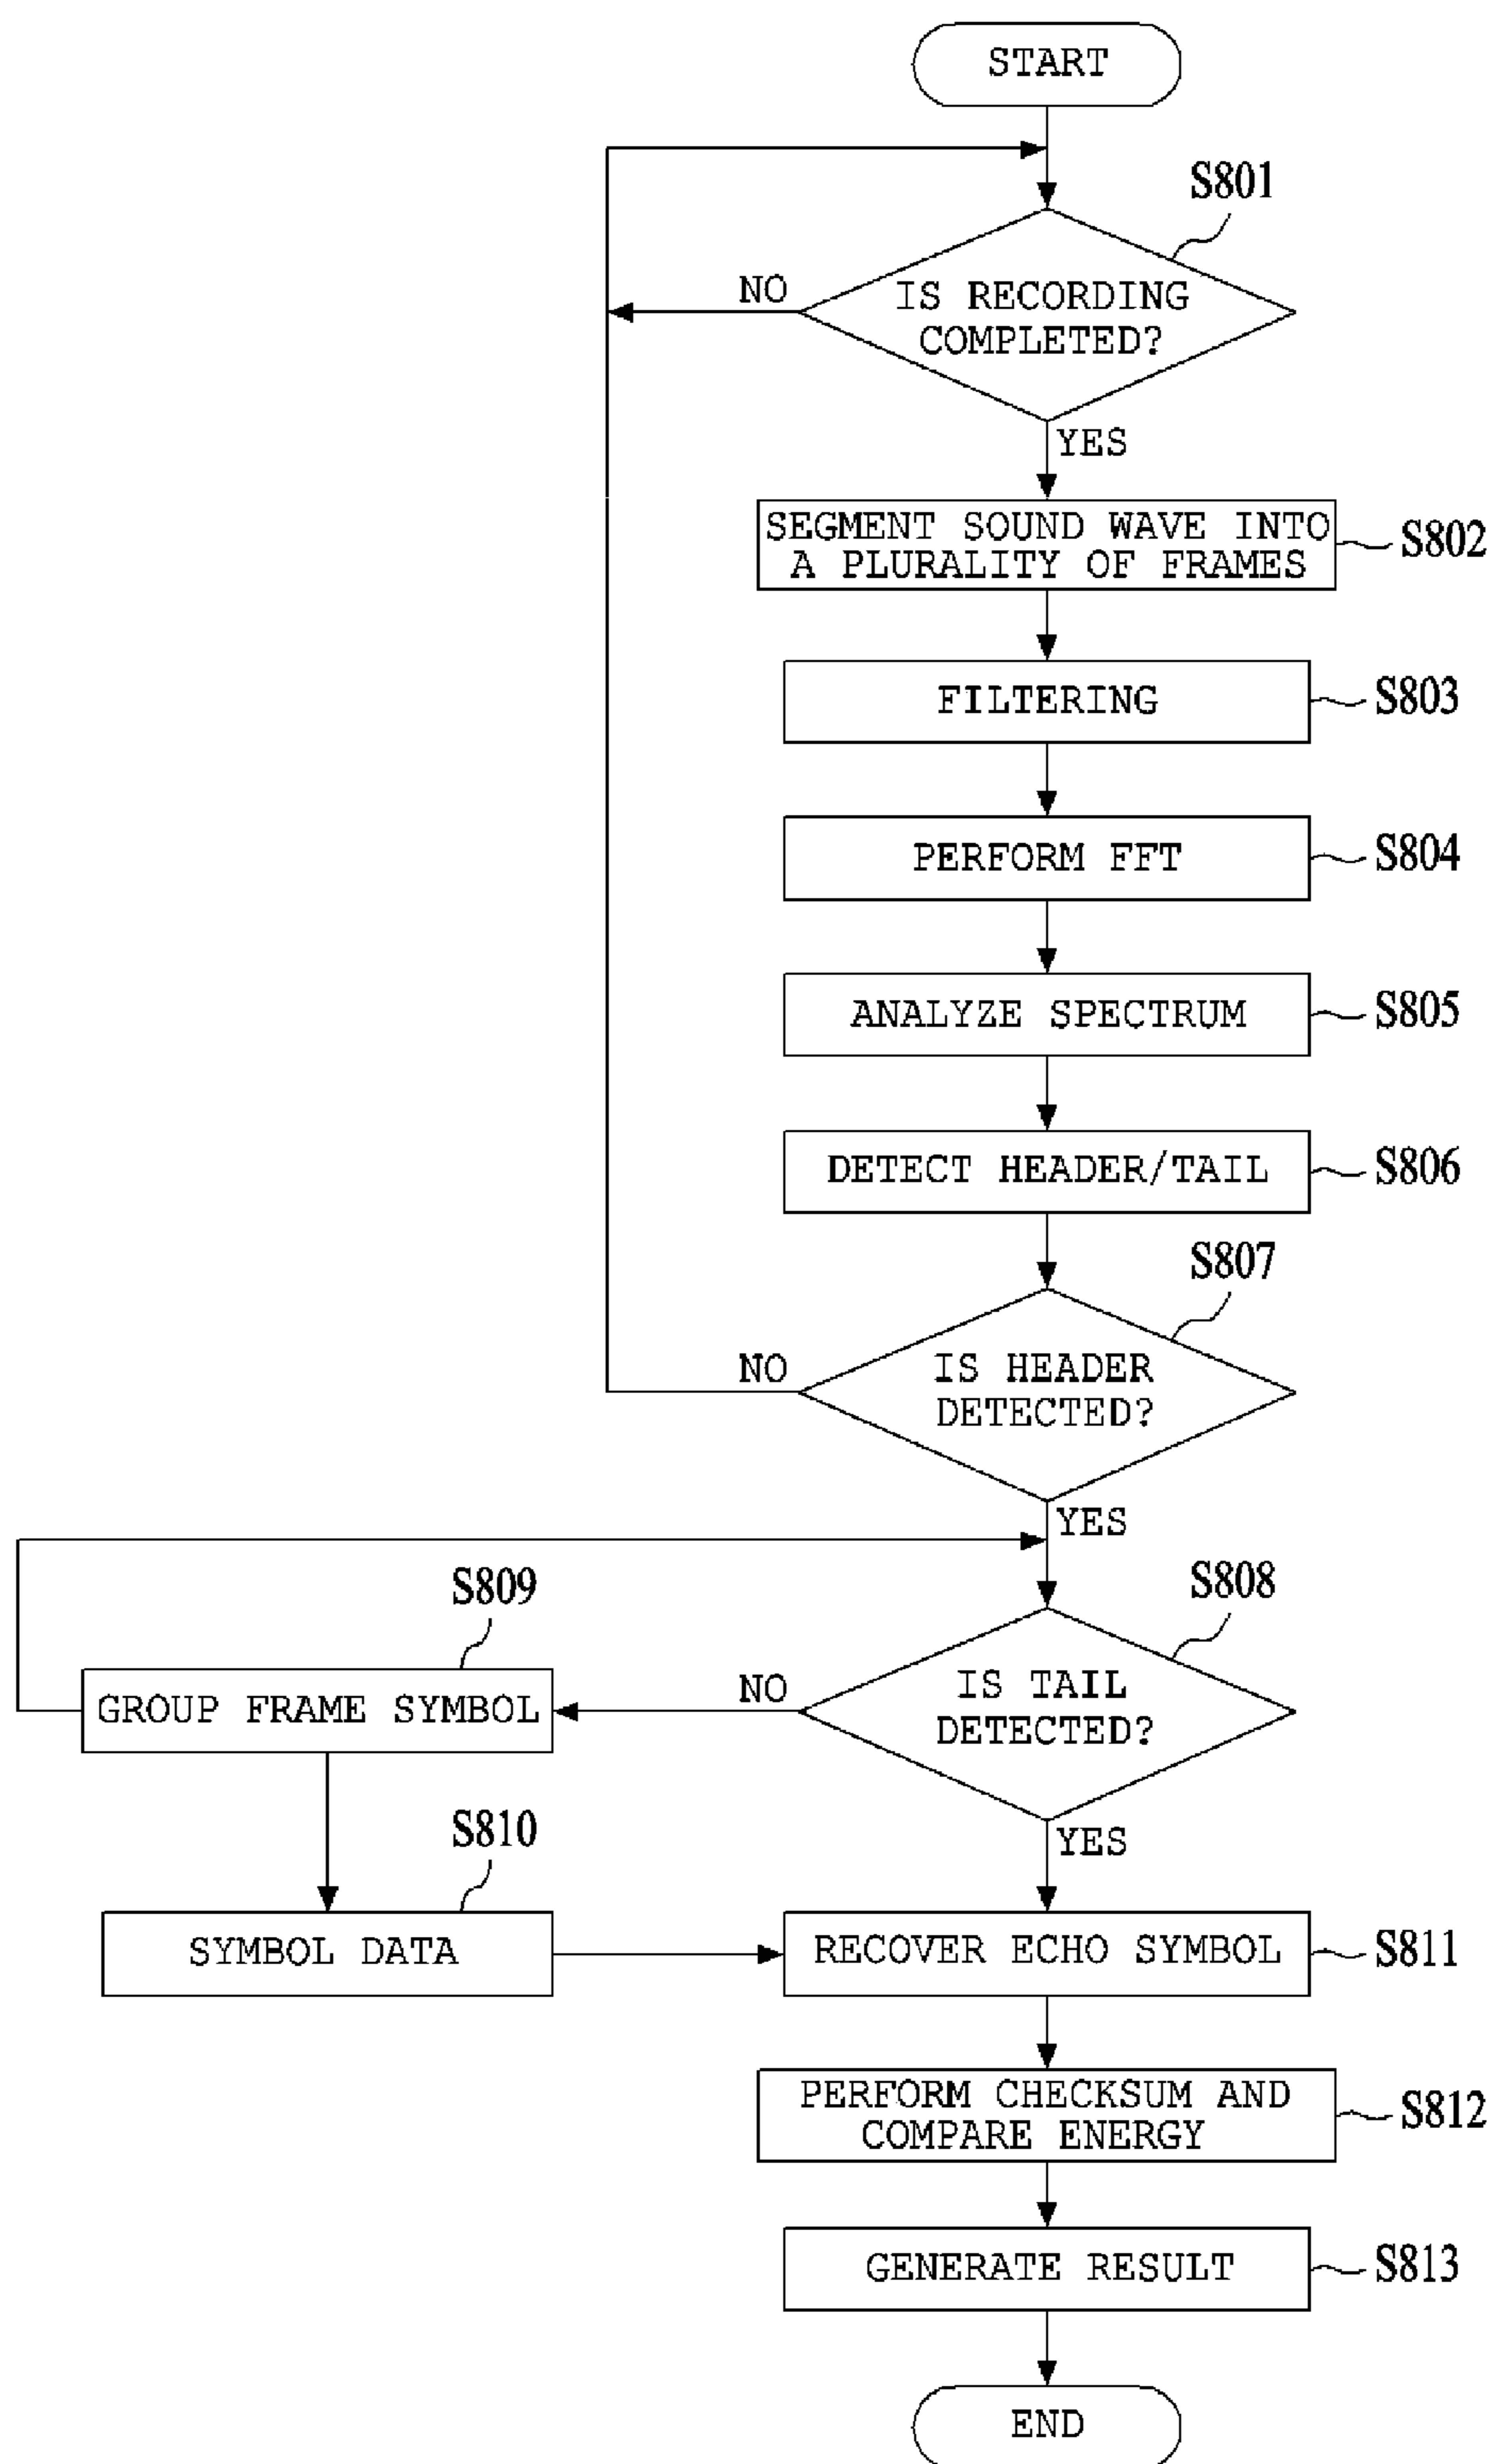 START
S801
NO
IS RECORDING
COMPLETED?
YES
SEGMENT SOUND WAVE INTO
A PLURALITY OF FRAMES
S802
FILTERING
S803
PERFORM FFT
S804
ANALYZE SPECTRUM
S805
DETECT HEADER/TAIL
S806
S807
NO
IS HEADER
DETECTED?
YES
S809
S808
GROUP FRAME SYMBOL
NO
IS TAIL
DETECTED?
S810
YES
SYMBOL DATA
RECOVER ECHO SYMBOL
S811
PERFORM CHECKSUM AND
COMPARE ENERGY
S812
GENERATE RESULT
S813
END